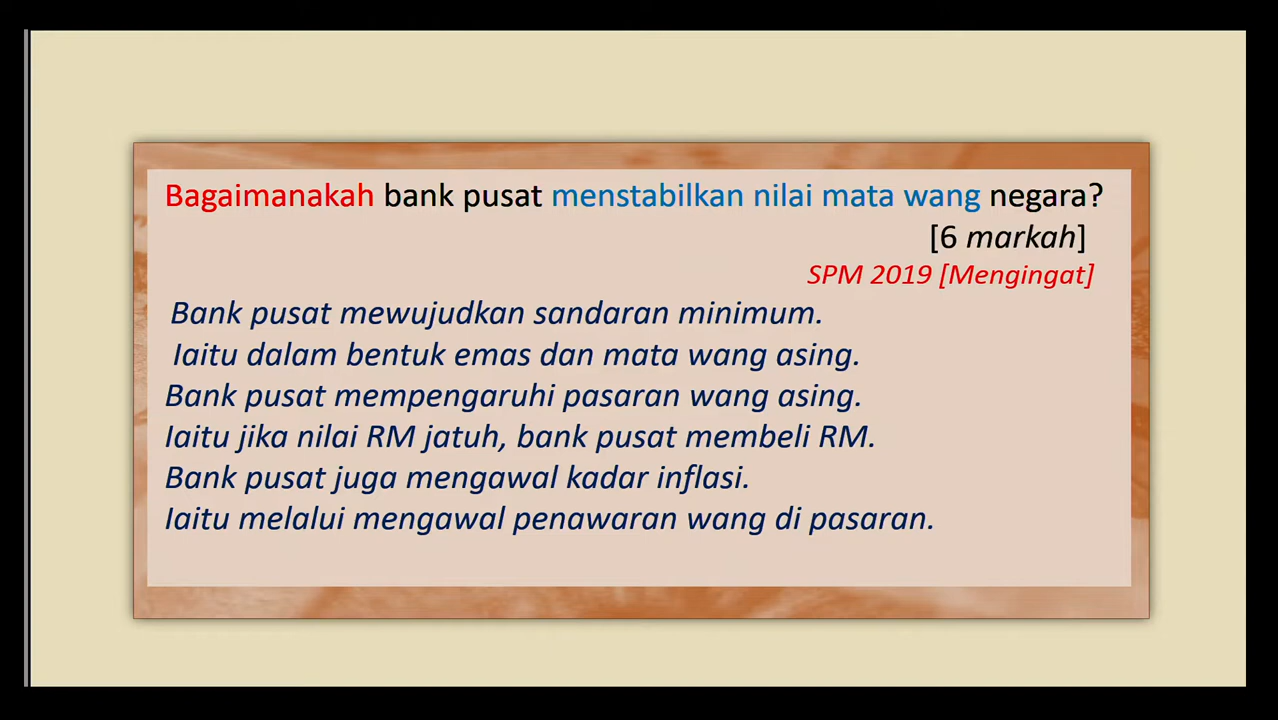 Bagaimanakah bank pusat menstabilkan nilai mata wang negara?
[6 markah]
SPM 2019 [Mengingat]
Bank pusat mewujudkan sandaran minimum.
Iaitu dalam bentuk emas dan mata wang asing.
Bank pusat mempengaruhi pasaran wang asing.
Iaitu jika nilai RM jatuh, bank pusat membeli RM.
Bank pusat juga mengawal kadar inflasi.
Iaitu melalui mengawal penawaran wang di pasaran.